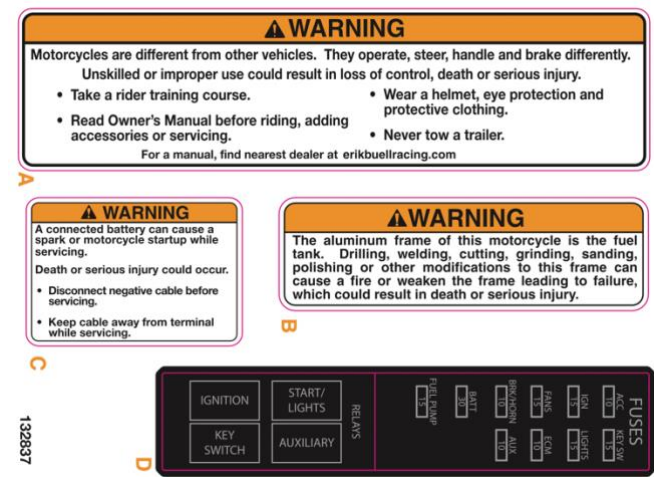 WARNING
Motorcycles are different from other vehicles. They operate, steer, handle and brake differently.
Unskilled or improper use could result in loss of control, death or serious injury.
• Take a rider training course.
• Read Owner's Manual before riding, adding
accessories or servicing.
• Wear a helmet, eye protection and
protective clothing.
• Never tow a trailer.
For a manual, find nearest dealer at erikbuellracing.com
A
WARNING
A connected battery can cause a
spark or motorcycle startup while
servicing.
Death or serious injury could occur.
• Disconnect negative cable before
servicing.
• Keep cable away from terminal
while servicing.
C
WARNING
The aluminum frame of this motorcycle is the fuel
tank. Drilling, welding, cutting, grinding, sanding,
polishing or other modifications to this frame can
cause a fire or weaken the frame leading to failure,
which could result in death or serious injury.
B
132837
D
IGNITION
START/
LIGHTS
KEY
SWITCH
AUXILIARY
RELAYS
FUSES
ACC
10
IGN
15
FANS
15
BRK/HORN
10
BATT
30
FUEL PUMP
15
KEY SW
15
LIGHTS
15
ECM
10
AUX
10